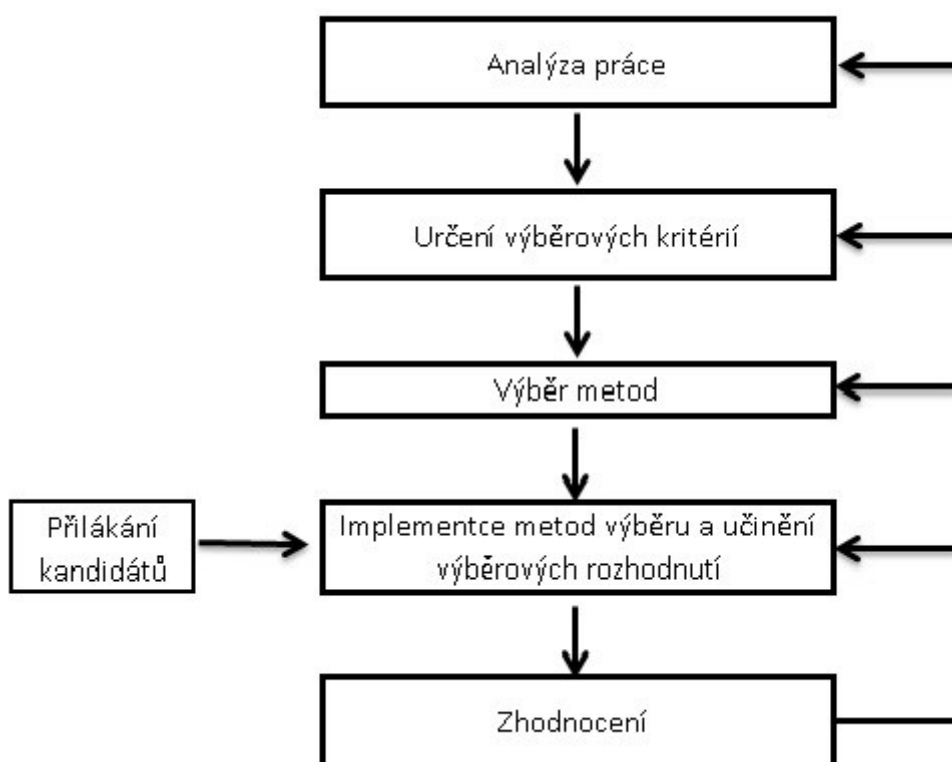 Analýza práce
Určení výběrových kritérií
Výběr metod
Přilákání
kandidátů
Implementce metod výběru a učinění
výběrových rozhodnutí
Zhodnocení